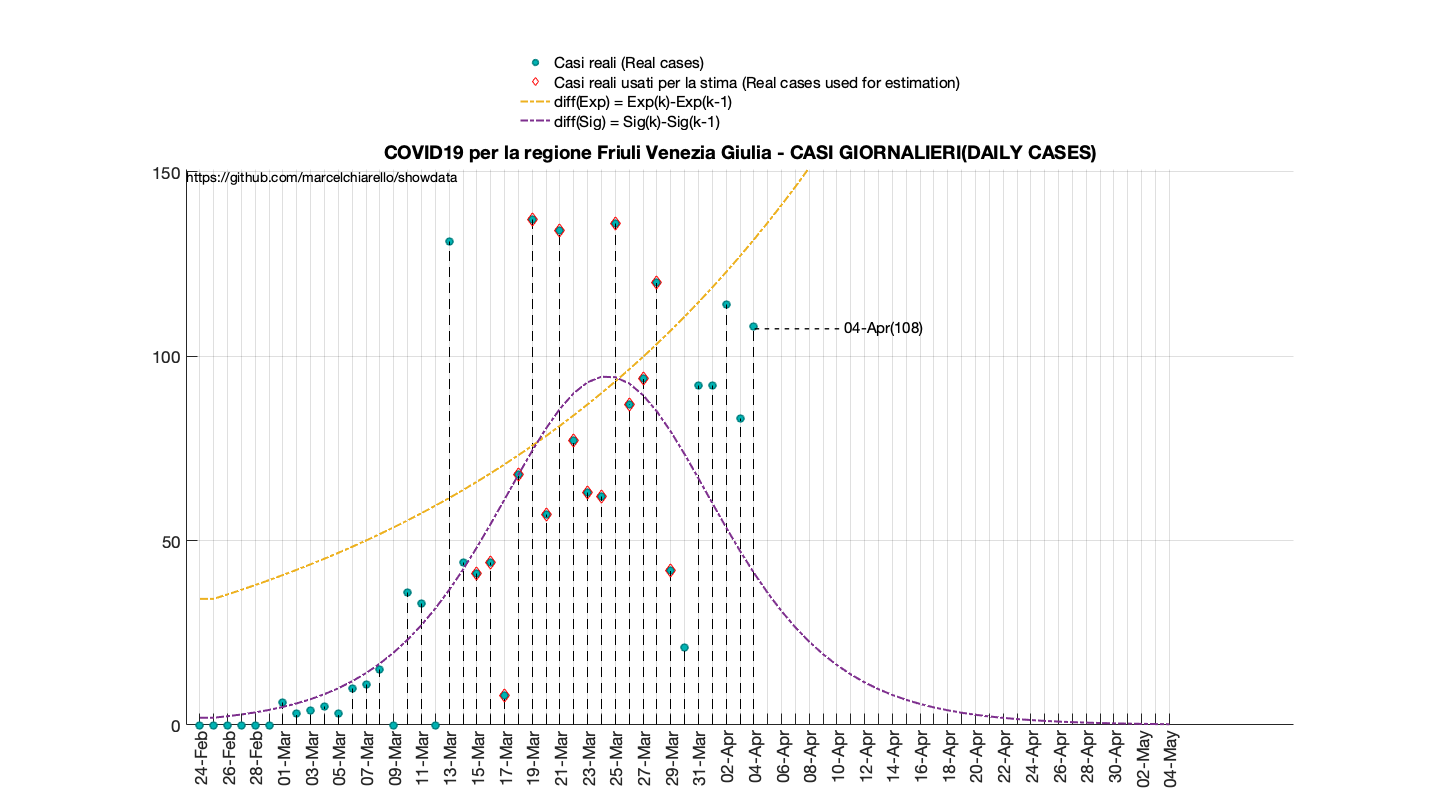 Casi reali (Real cases)
Casi reali usati per la stima (Real cases used for estimation)
diff(Exp) = Exp(k)-Exp(k-1)
diff(Sig) = Sig(k)-Sig(k-1)
COVID19 per la regione Friuli Venezia Giulia - CASI GIORNALIERI(DAILY CASES)
https://github.com/marcelchiarello/showdata
150
100
50
0
04-Apr(108)
24-Feb
26-Feb
28-Feb
01-Mar
03-Mar
05-Mar
07-Mar
09-Mar
11-Mar
13-Mar
15-Mar
17-Mar
19-Mar
21-Mar
23-Mar
25-Mar
27-Mar
29-Mar
31-Mar
02-Apr
04-Apr
06-Apr
08-Apr
10-Apr
12-Apr
14-Apr
16-Apr
18-Apr
20-Apr
22-Apr
24-Apr
26-Apr
28-Apr
30-Apr
02-May
04-May